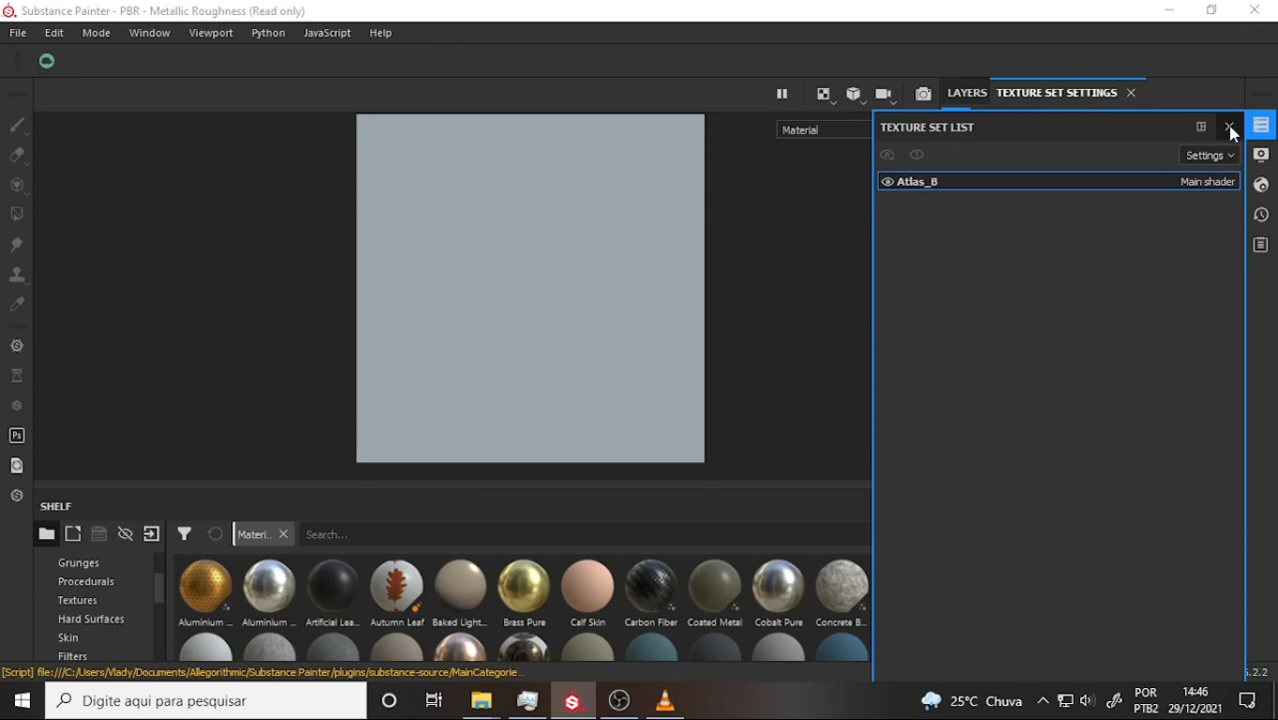 Substance Painter - PBR - Metallic Roughness (Read only)
File Edit Mode Window Viewport Python JavaScript Help
LAYERS TEXTURE SET SETTINGS
Material
TEXTURE SET LIST
Settings
Atlas_B Main shader
Ps
SHELF
Materi.. Search...
Grunges
Procedurals
Textures
Hard Surfaces
Skin
Filters
Aluminium ... Aluminium ... Artificial Lea... Autumn Leaf Baked Light... Brass Pure Calf Skin Carbon Fiber Coated Metal Cobalt Pure Concrete B...
[Script] file:///C:/Users/Vlady/Documents/Allegorithmic/Substance Painter/plugins/substance-source/MainCategorie...
Digite aqui para pesquisar
25°C Chuva
POR
PTB2
14:46
29/12/2021